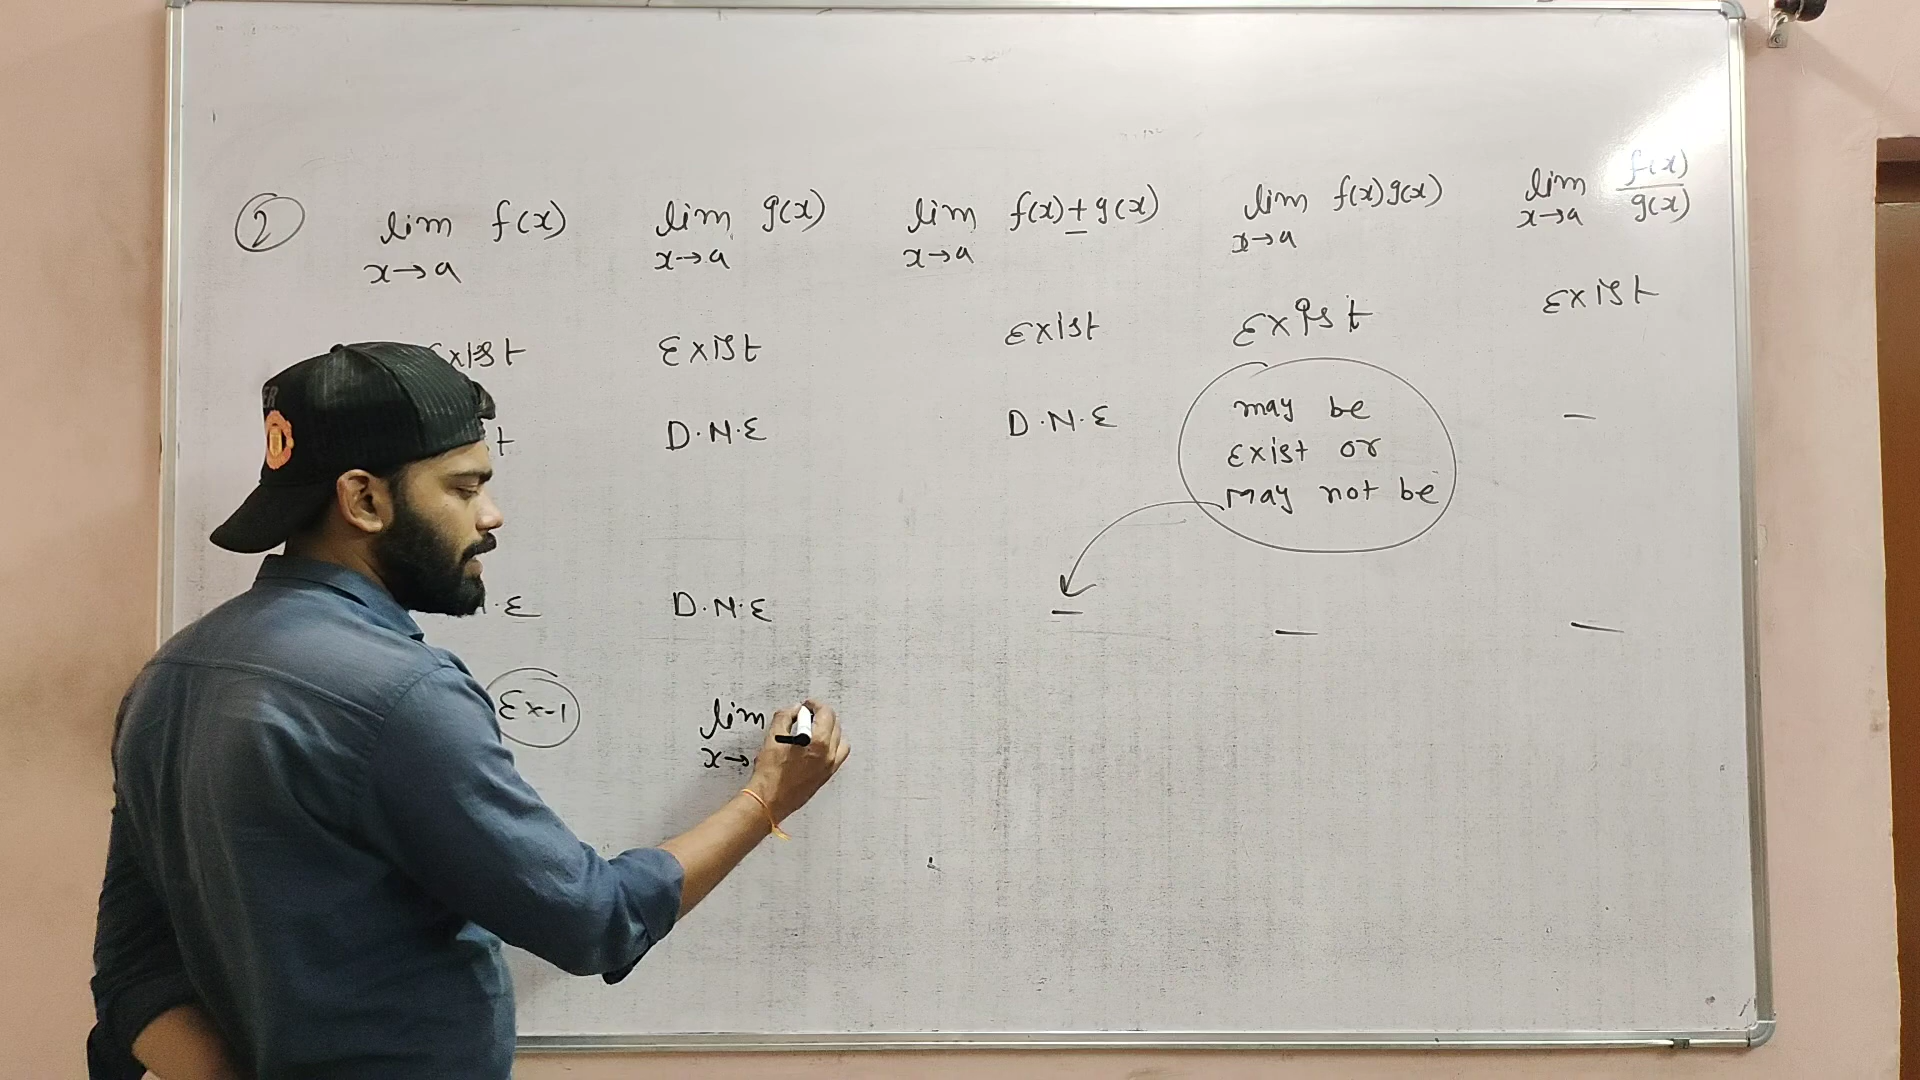 ② lim x→a f(x) lim x→a g(x) lim x→a f(x) ± g(x) lim x→a f(x)g(x) lim x→a f(x)/g(x)
Exist Exist Exist Exist Exist
D.N.E D.N.E may be —
exist or
may not be
.E D.N.E — — —
Ex-1 lim
x→